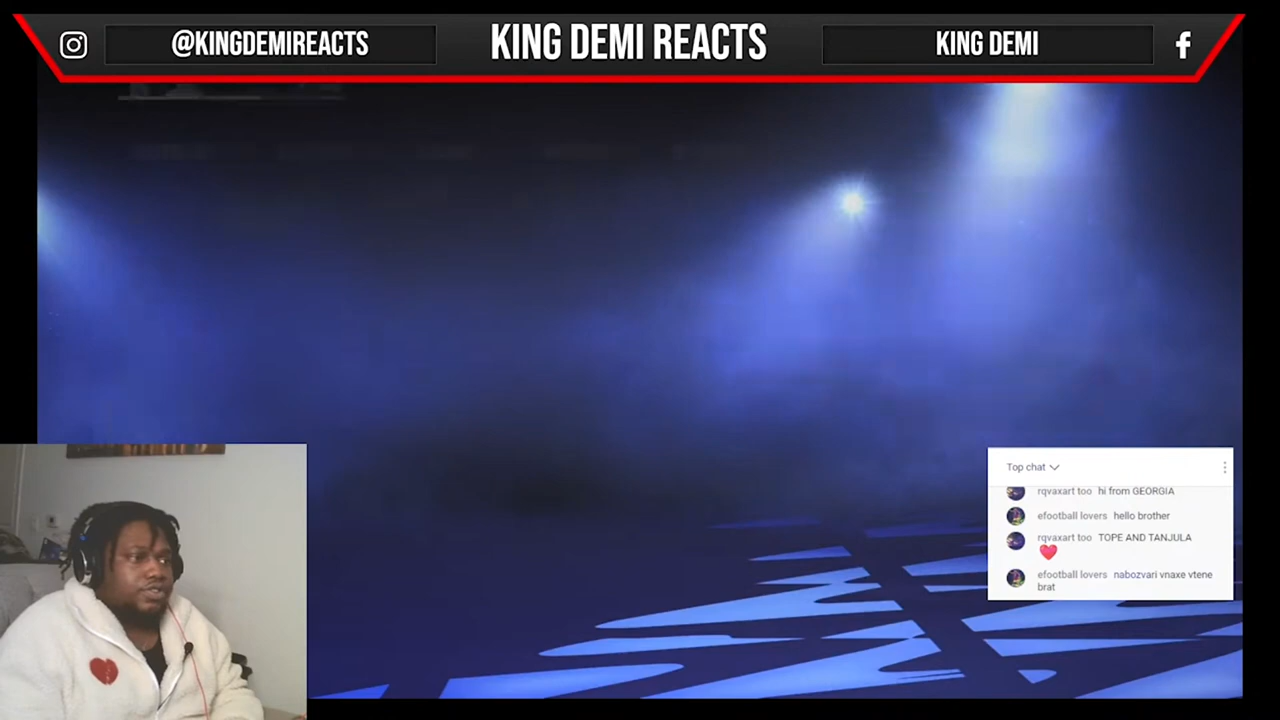 @KINGDEMIREACTS
KING DEMI REACTS
KING DEMI
Top chat
rqvaxart too hi from GEORGIA
efootball lovers hello brother
rqvaxart too TOPE AND TANJULA
efootball lovers nabozvari vnaxe vtene
brat